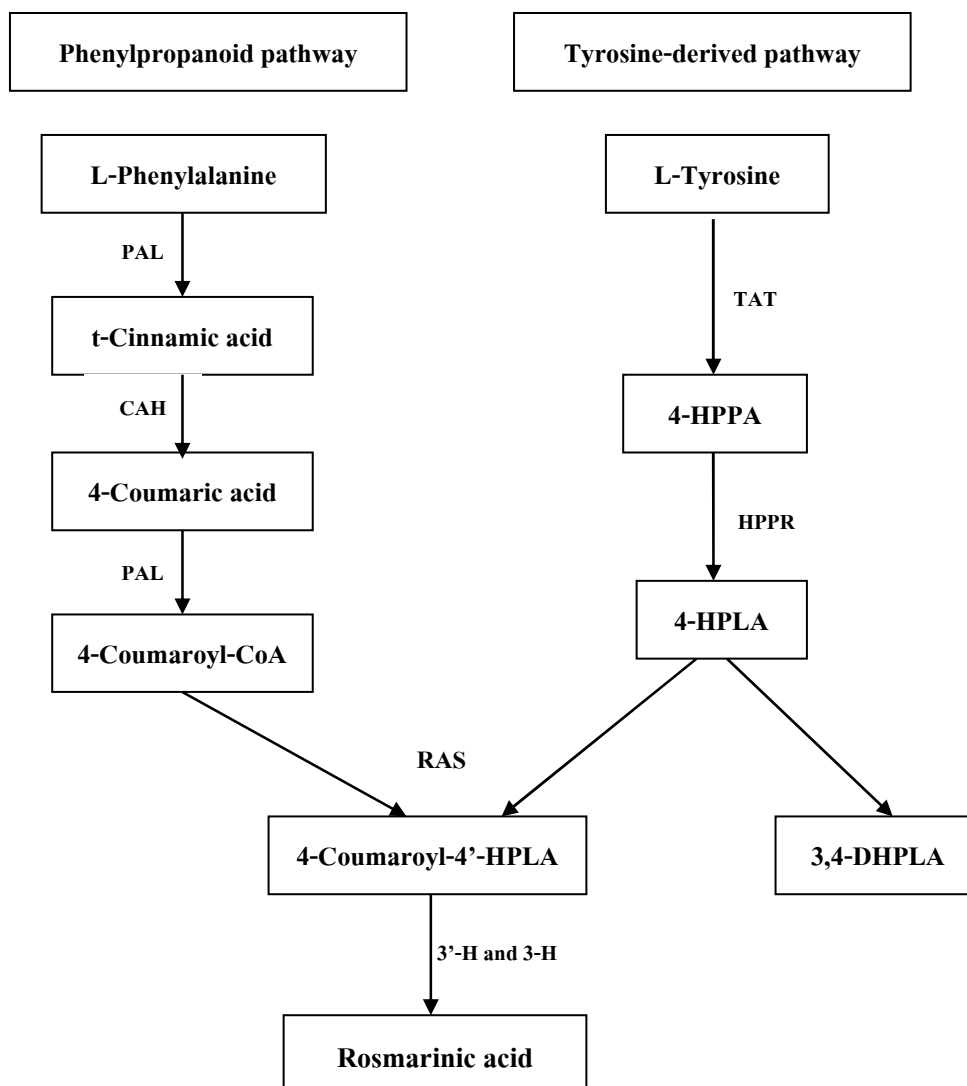 Phenylpropanoid pathway
Tyrosine-derived pathway
L-Phenylalanine
L-Tyrosine
PAL
TAT
t-Cinnamic acid
CAH
4-HPPA
4-Coumaric acid
HPPR
PAL
4-HPLA
4-Coumaroyl-CoA
RAS
4-Coumaroyl-4’-HPLA
3,4-DHPLA
3’-H and 3-H
Rosmarinic acid